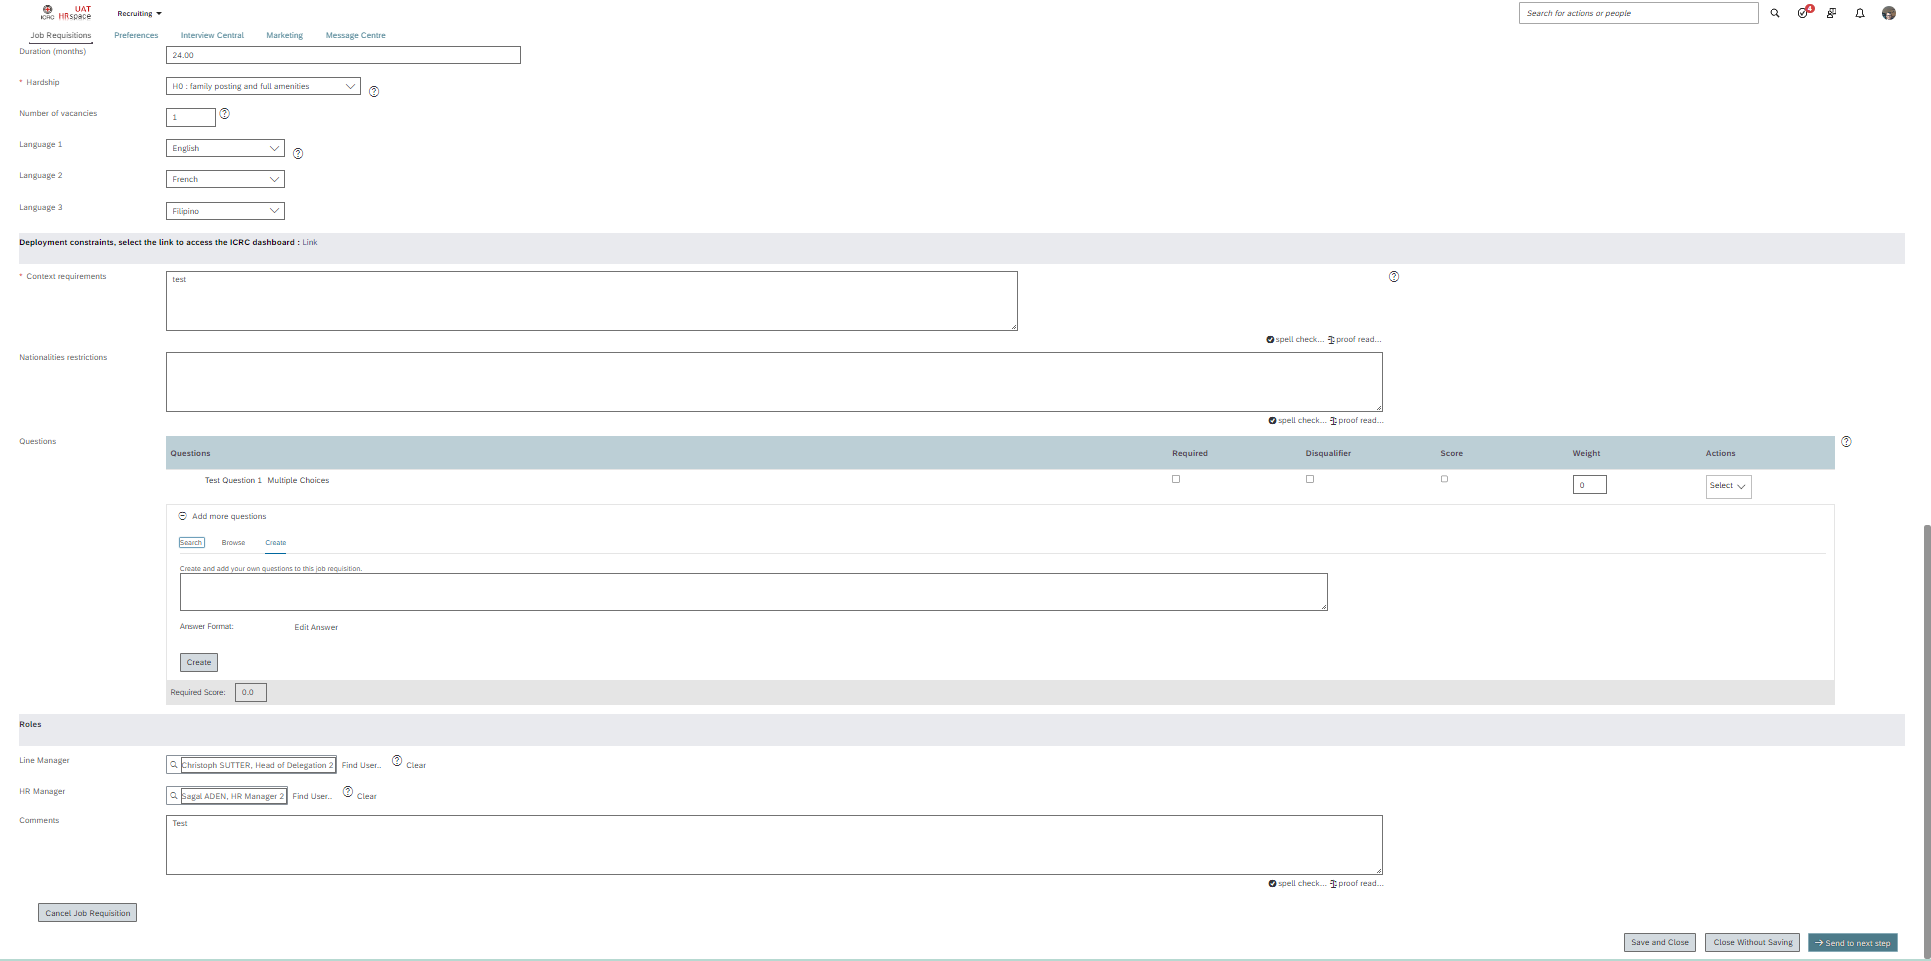 ICRC UAT HRspace
Recruiting
Search for actions or people
4
Job Requisitions Preferences Interview Central Marketing Message Centre
Duration (months) 24.00
* Hardship H0 : family posting and full amenities
Number of vacancies 1
Language 1 English
Language 2 French
Language 3 Filipino
Deployment constraints, select the link to access the ICRC dashboard : Link
* Context requirements test
spell check... proof read...
Nationalities restrictions
spell check... proof read...
Questions
Questions Required Disqualifier Score Weight Actions
Test Question 1 Multiple Choices 0 Select
Add more questions
Search Browse Create
Create and add your own questions to this job requisition.
Answer Format: Edit Answer
Create
Required Score: 0.0
Roles
Line Manager Christoph SUTTER, Head of Delegation 2 Find User.. Clear
HR Manager Sagal ADEN, HR Manager 2 Find User.. Clear
Comments Test
spell check... proof read...
Cancel Job Requisition
Save and Close Close Without Saving → Send to next step